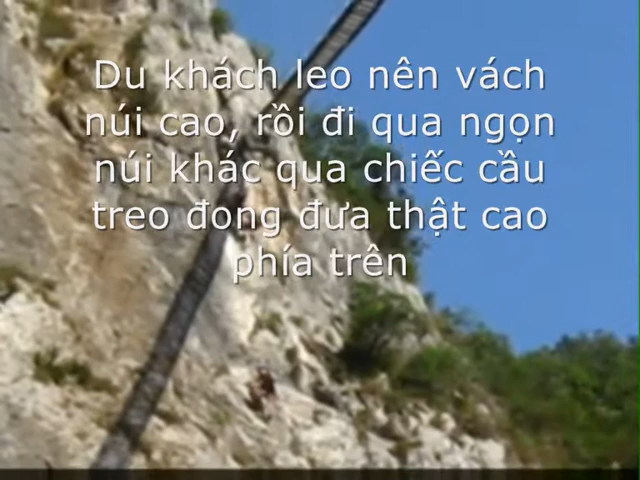 Du khách leo nên vách
núi cao, rồi đi qua ngọn
núi khác qua chiếc cầu
treo đong đưa thật cao
phía trên